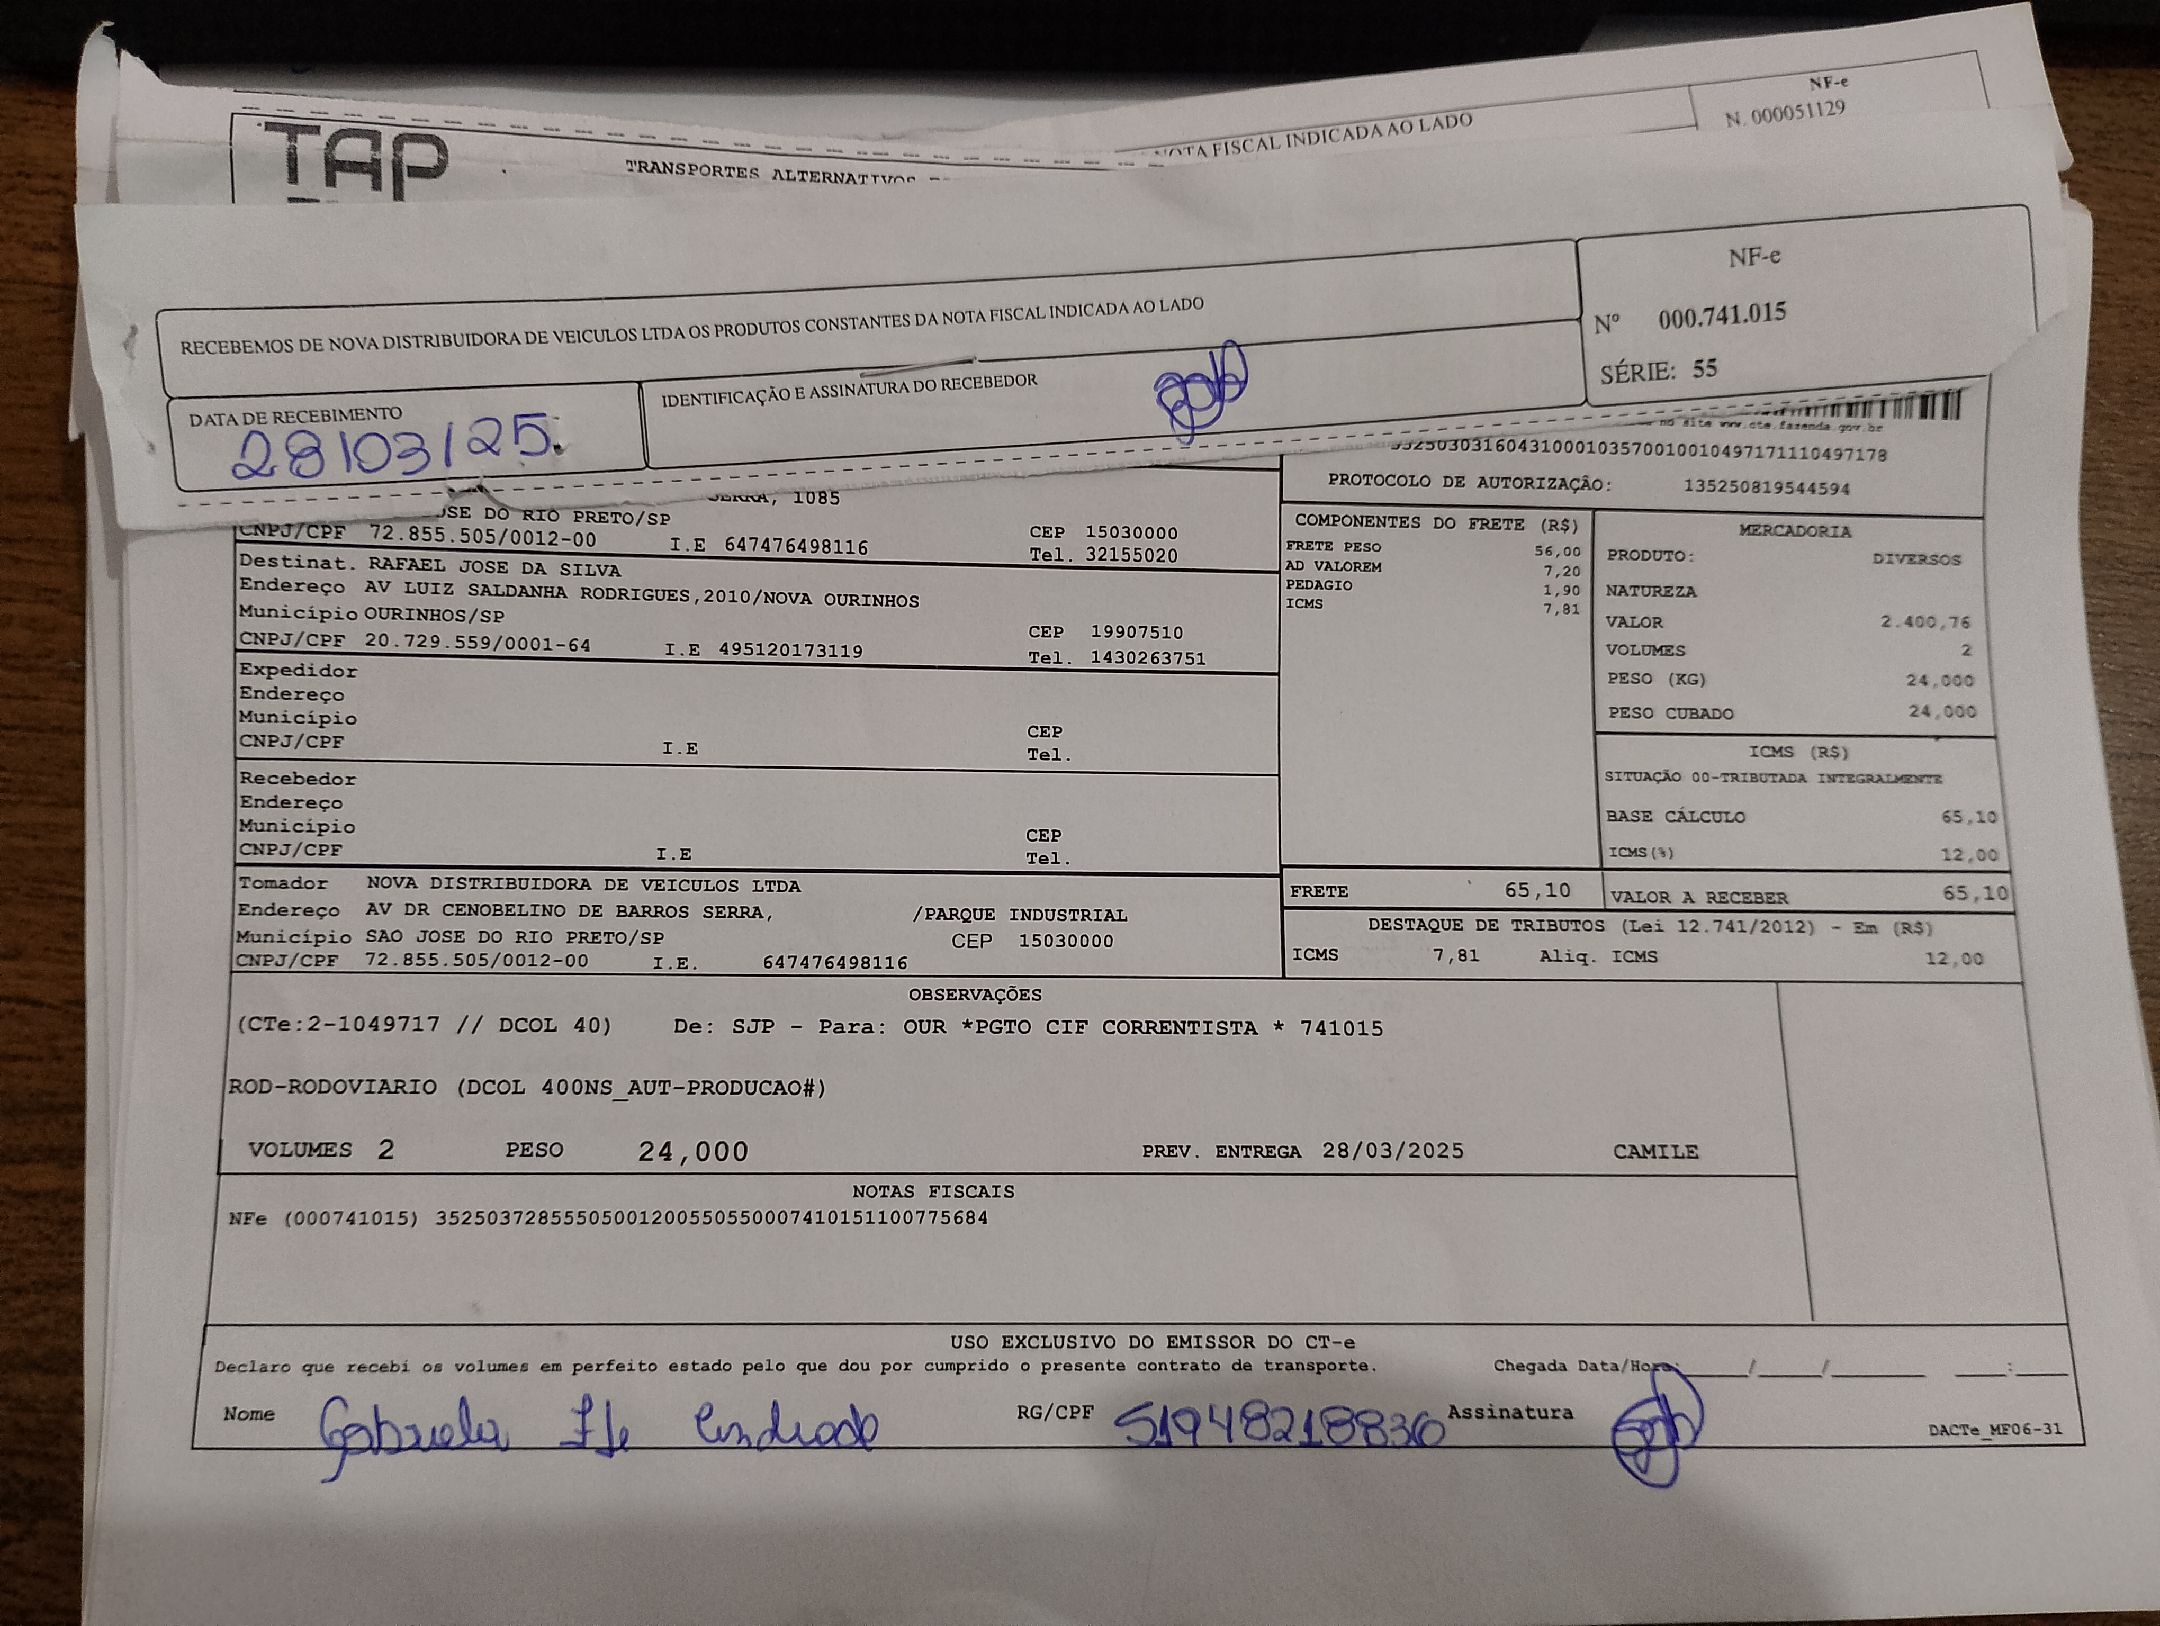 NF-e
N. 000051129
NOTA FISCAL INDICADA AO LADO
TAP
TRANSPORTES
RECEBEMOS DE NOVA DISTRIBUIDORA DE VEICULOS LTDA OS PRODUTOS CONSTANTES DA NOTA FISCAL INDICADA AO LADO
NF-e
Nº 000.741.015
SÉRIE: 55
DATA DE RECEBIMENTO
28/03/25.
IDENTIFICAÇÃO E ASSINATURA DO RECEBEDOR
no site www.cte.fazenda.gov.br
PROTOCOLO DE AUTORIZAÇÃO: 135250819544594
SERRA, 1085
JOSE DO RIO PRETO/SP CEP 15030000
CNPJ/CPF 72.855.505/0012-00 I.E 647476498116 Tel. 32155020
Destinat. RAFAEL JOSE DA SILVA
Endereço AV LUIZ SALDANHA RODRIGUES,2010/NOVA OURINHOS
Município OURINHOS/SP CEP 19907510
CNPJ/CPF 20.729.559/0001-64 I.E 495120173119 Tel. 1430263751
Expedidor
Endereço
Município CEP
CNPJ/CPF I.E Tel.
Recebedor
Endereço
Município CEP
CNPJ/CPF I.E Tel.
Tomador NOVA DISTRIBUIDORA DE VEICULOS LTDA
Endereço AV DR CENOBELINO DE BARROS SERRA, /PARQUE INDUSTRIAL
Município SAO JOSE DO RIO PRETO/SP CEP 15030000
CNPJ/CPF 72.855.505/0012-00 I.E. 647476498116
COMPONENTES DO FRETE (R$)
FRETE PESO 56,00
AD VALOREM 7,20
PEDAGIO 1,90
ICMS 7,81
MERCADORIA
PRODUTO: DIVERSOS
NATUREZA
VALOR 2.400,76
VOLUMES 2
PESO (KG) 24,000
PESO CUBADO 24,000
ICMS (R$)
SITUAÇÃO 00-TRIBUTADA INTEGRALMENTE
BASE CÁLCULO 65,10
ICMS(%) 12,00
FRETE 65,10 VALOR A RECEBER 65,10
DESTAQUE DE TRIBUTOS (Lei 12.741/2012) - Em (R$)
ICMS 7,81 Aliq. ICMS 12,00
OBSERVAÇÕES
(CTe:2-1049717 // DCOL 40) De: SJP - Para: OUR *PGTO CIF CORRENTISTA * 741015
ROD-RODOVIARIO (DCOL 400NS_AUT-PRODUCAO#)
VOLUMES 2 PESO 24,000 PREV. ENTREGA 28/03/2025 CAMILE
NOTAS FISCAIS
NFe (000741015) 35250372855505001200550550007410151100775684
USO EXCLUSIVO DO EMISSOR DO CT-e
Declaro que recebi os volumes em perfeito estado pelo que dou por cumprido o presente contrato de transporte. Chegada Data/Hora: __/__/__ __:__
Nome Gabriela RG/CPF 51948218836 Assinatura
DACTe_MF06-31